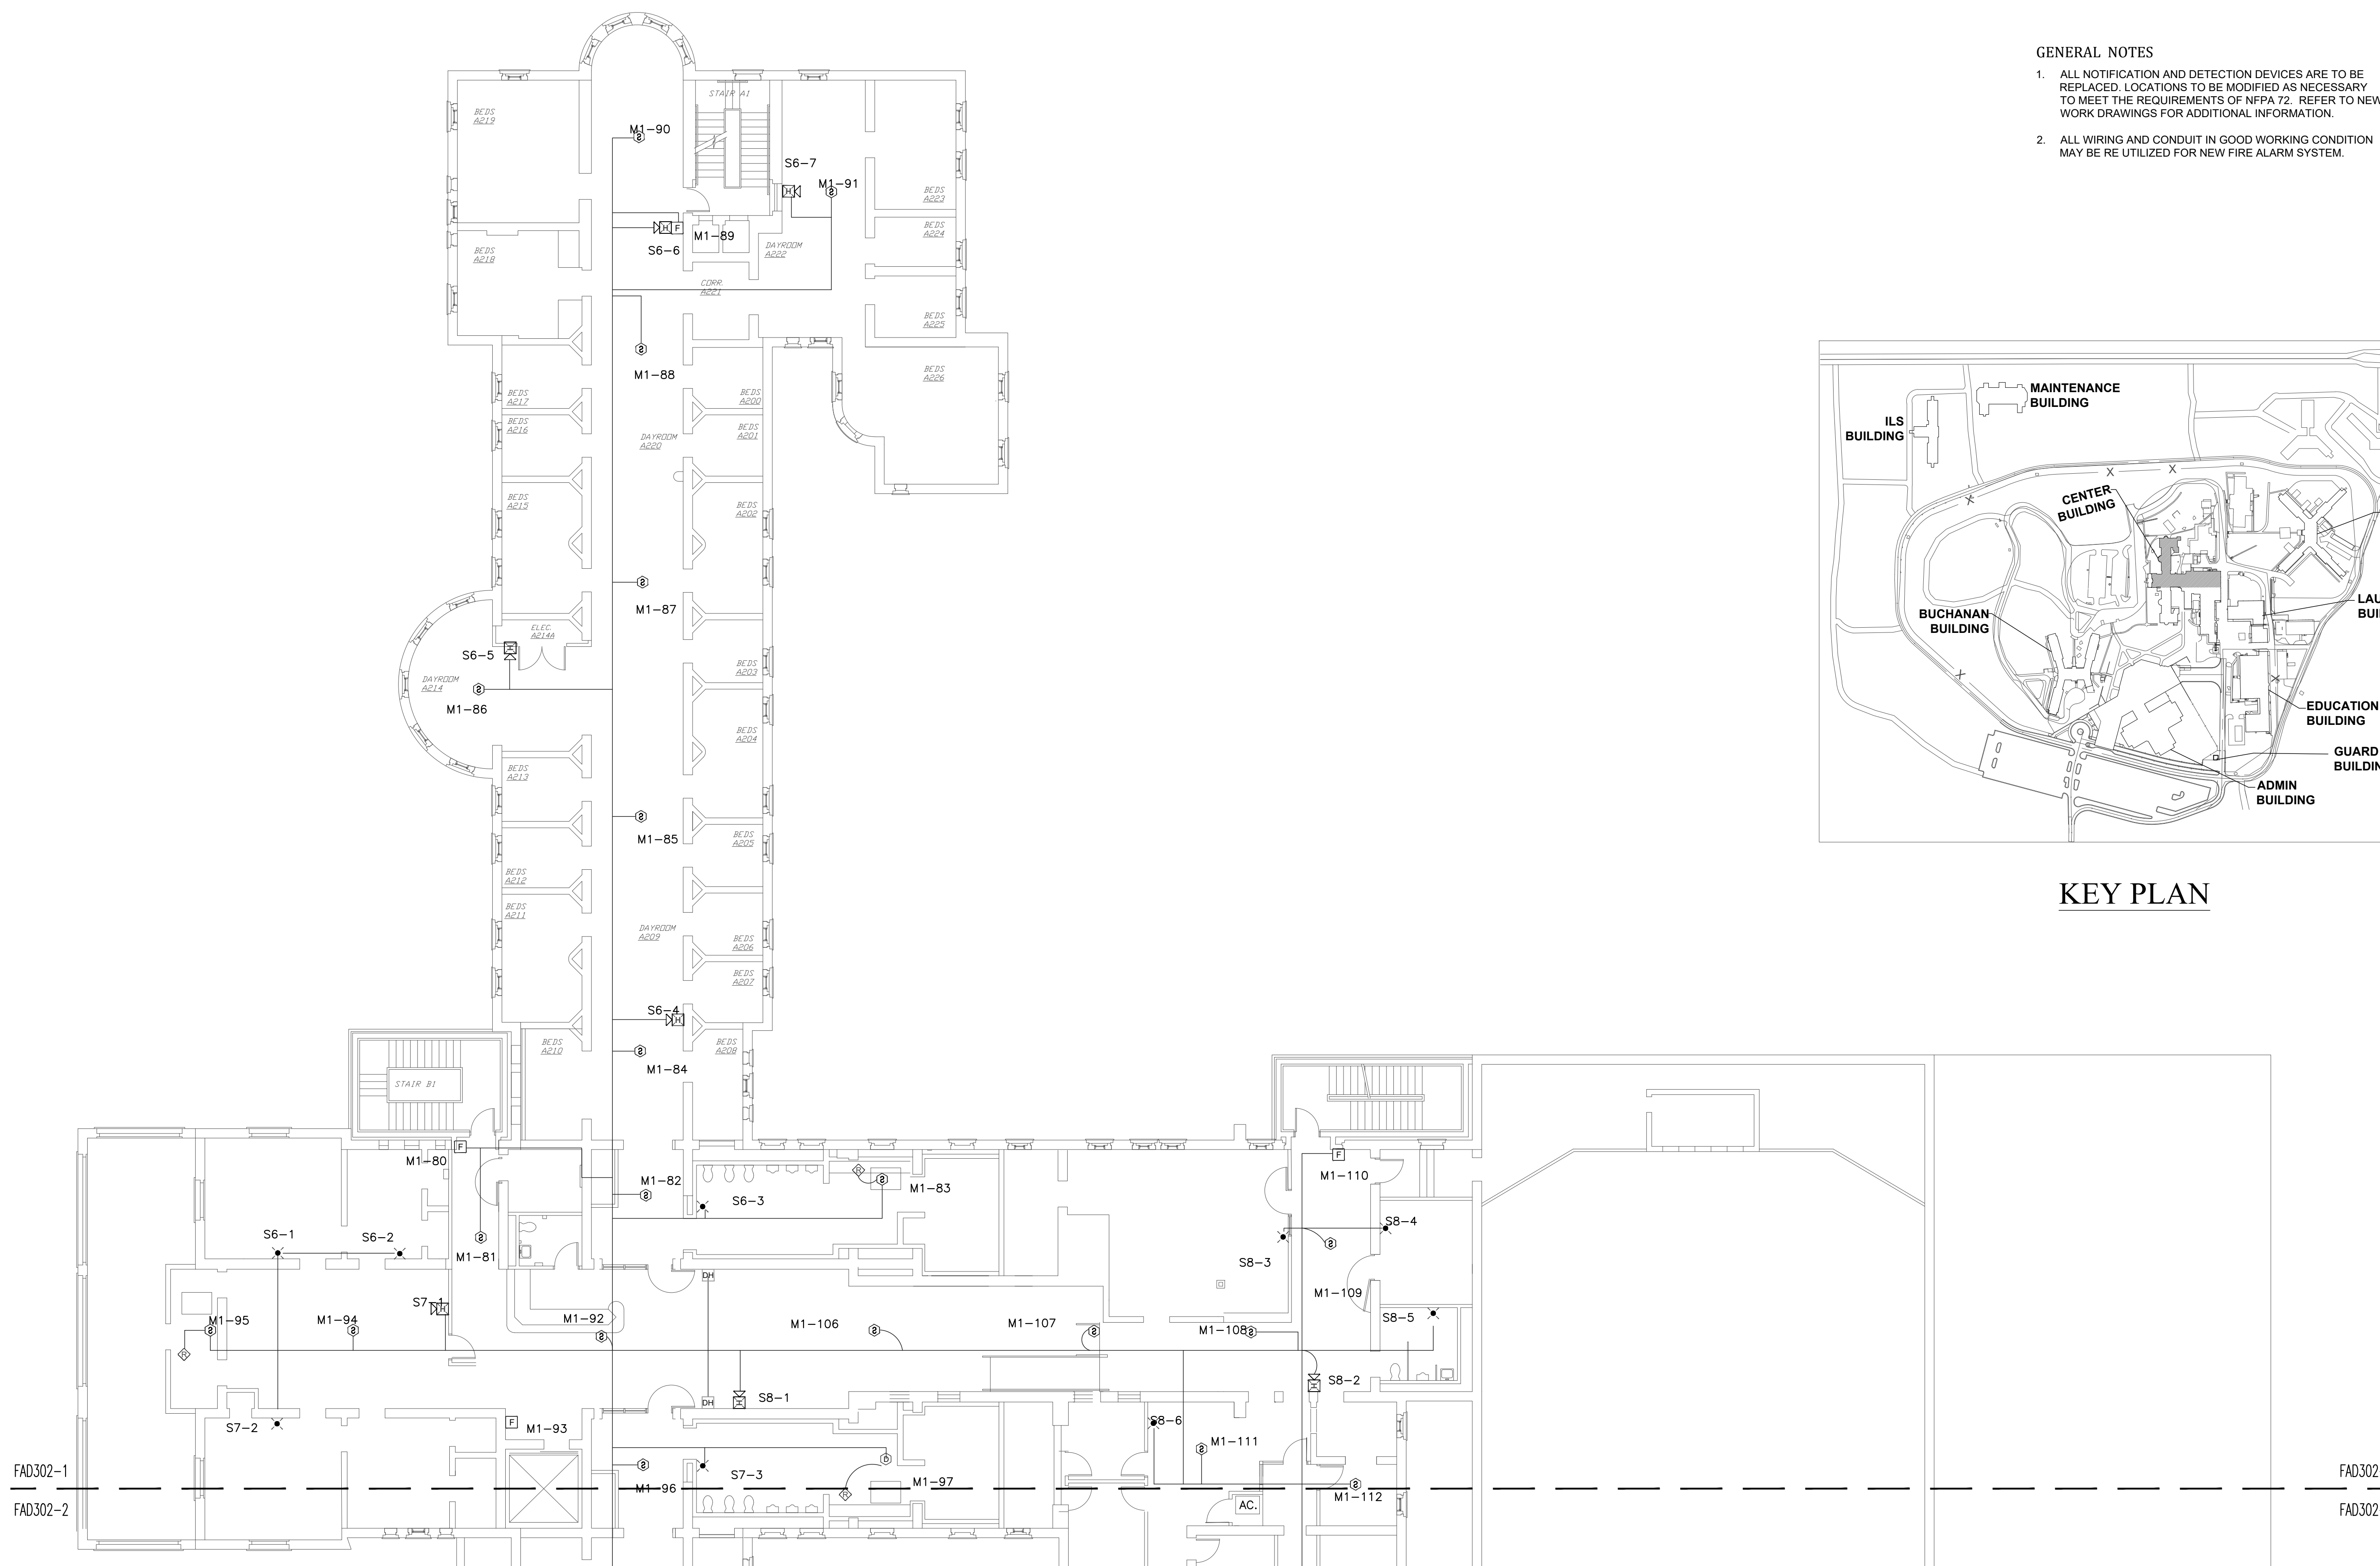 GENERAL NOTES
1. ALL NOTIFICATION AND DETECTION DEVICES ARE TO BE
REPLACED. LOCATIONS TO BE MODIFIED AS NECESSARY
TO MEET THE REQUIREMENTS OF NFPA 72. REFER TO NEW
WORK DRAWINGS FOR ADDITIONAL INFORMATION.
2. ALL WIRING AND CONDUIT IN GOOD WORKING CONDITION
MAY BE RE UTILIZED FOR NEW FIRE ALARM SYSTEM.
STAIR A1
BEDS
A219
M1-90
S6-7
M1-91
H
S
BEDS
A223
BEDS
A224
H F
M1-89
S6-6
DAYROOM
A222
BEDS
A218
CORR.
A221
BEDS
A225
S
M1-88
BEDS
A226
BEDS
A217
BEDS
A200
BEDS
A216
BEDS
A201
DAYROOM
A220
BEDS
A215
BEDS
A202
S
M1-87
ELEC.
A214A
H
S6-5
DAYROOM
A214
S
M1-86
BEDS
A203
BEDS
A204
BEDS
A213
S
M1-85
BEDS
A205
BEDS
A212
BEDS
A211
DAYROOM
A209
BEDS
A206
BEDS
A207
S6-4
H
BEDS
A210
S
BEDS
A208
M1-84
STAIR B1
F
M1-80
M1-82
S
S6-3
R
S
M1-83
F
M1-110
S6-1
S6-2
S
M1-81
S8-4
S8-3
S
DH
M1-109
S7-1
H
M1-95
S
M1-94
S
R
M1-92
S
M1-106
S
M1-107
S
M1-108
S
S8-5
DH
S8-1
H
S8-2
H
S7-2
F
M1-93
S8-6
M1-111
S
S
M1-96
S7-3
D
R
M1-97
S
M1-112
AC.
FAD302-1
FAD302-2
FAD302
FAD302
MAINTENANCE
BUILDING
ILS
BUILDING
X
X
X
CENTER
BUILDING
BUCHANAN
BUILDING
LAU
BUI
X
X
EDUCATION
BUILDING
GUARD
BUILDIN
ADMIN
BUILDING
KEY PLAN